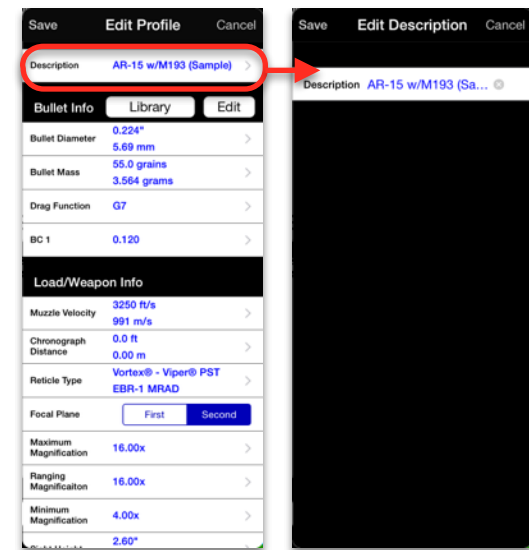 Save Edit Profile Cancel
Description AR-15 w/M193 (Sample)
Bullet Info Library Edit
Bullet Diameter 0.224"
5.69 mm
Bullet Mass 55.0 grains
3.564 grams
Drag Function G7
BC 1 0.120
Load/Weapon Info
Muzzle Velocity 3250 ft/s
991 m/s
Chronograph Distance 0.0 ft
0.00 m
Reticle Type Vortex® - Viper® PST
EBR-1 MRAD
Focal Plane First Second
Maximum Magnification 16.00x
Ranging Magnificaiton 16.00x
Minimum Magnification 4.00x
2.60"
Save Edit Description Cancel
Description AR-15 w/M193 (Sa...